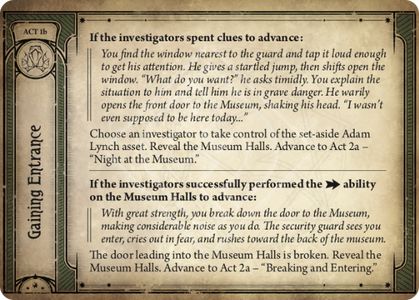 ACT 1b
Gaining Entrance
If the investigators spent clues to advance:
You find the window nearest to the guard and tap it loud enough
to get his attention. He gives a startled jump, then shifts open the
window. “What do you want?” he asks timidly. You explain the
situation to him and tell him he is in grave danger. He warily
opens the front door to the Museum, shaking his head. “I wasn't
even supposed to be here today...”
Choose an investigator to take control of the set-aside Adam
Lynch asset. Reveal the Museum Halls. Advance to Act 2a –
“Night at the Museum.”
If the investigators successfully performed the ability
on the Museum Halls to advance:
With great strength, you break down the door to the Museum,
making considerable noise as you do. The security guard sees you
enter, cries out in fear, and rushes toward the back of the museum.
The door leading into the Museum Halls is broken. Reveal the
Museum Halls. Advance to Act 2a – “Breaking and Entering.”